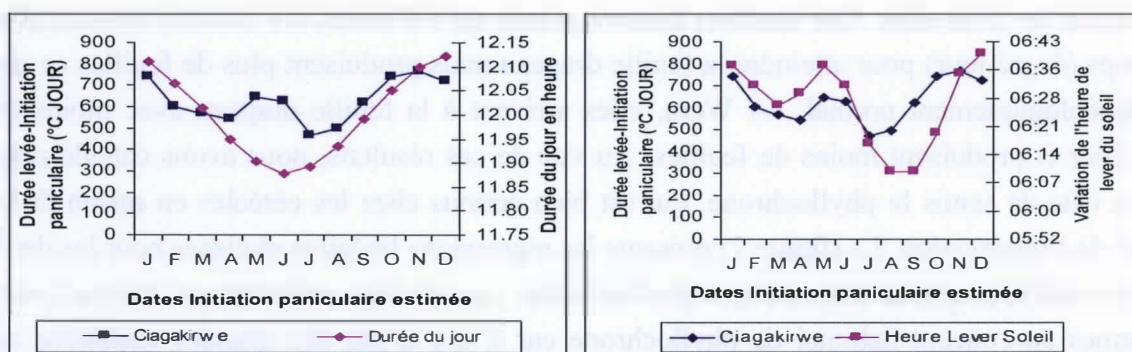 Durée levée-Initiation
paniculaire (°C JOUR)
900
800
700
600
500
400
300
200
100
0
12.15
12.10
12.05
12.00
11.95
11.90
11.85
11.80
11.75
Durée du jour en heure
J F M A M J J A S O N D
Dates Initiation paniculaire estimée
Gjagakirwe
Durée du jour
Durée levée-Initiation
paniculaire (°C JOUR)
900
800
700
600
500
400
300
200
100
0
06:43
06:36
06:28
06:21
06:14
06:07
06:00
05:52
Variation de l'heure de
lever du soleil
J F M A M J J A S O N D
Dates Initiation paniculaire estimée
Gjagakirwe
Heure Lever Soleil